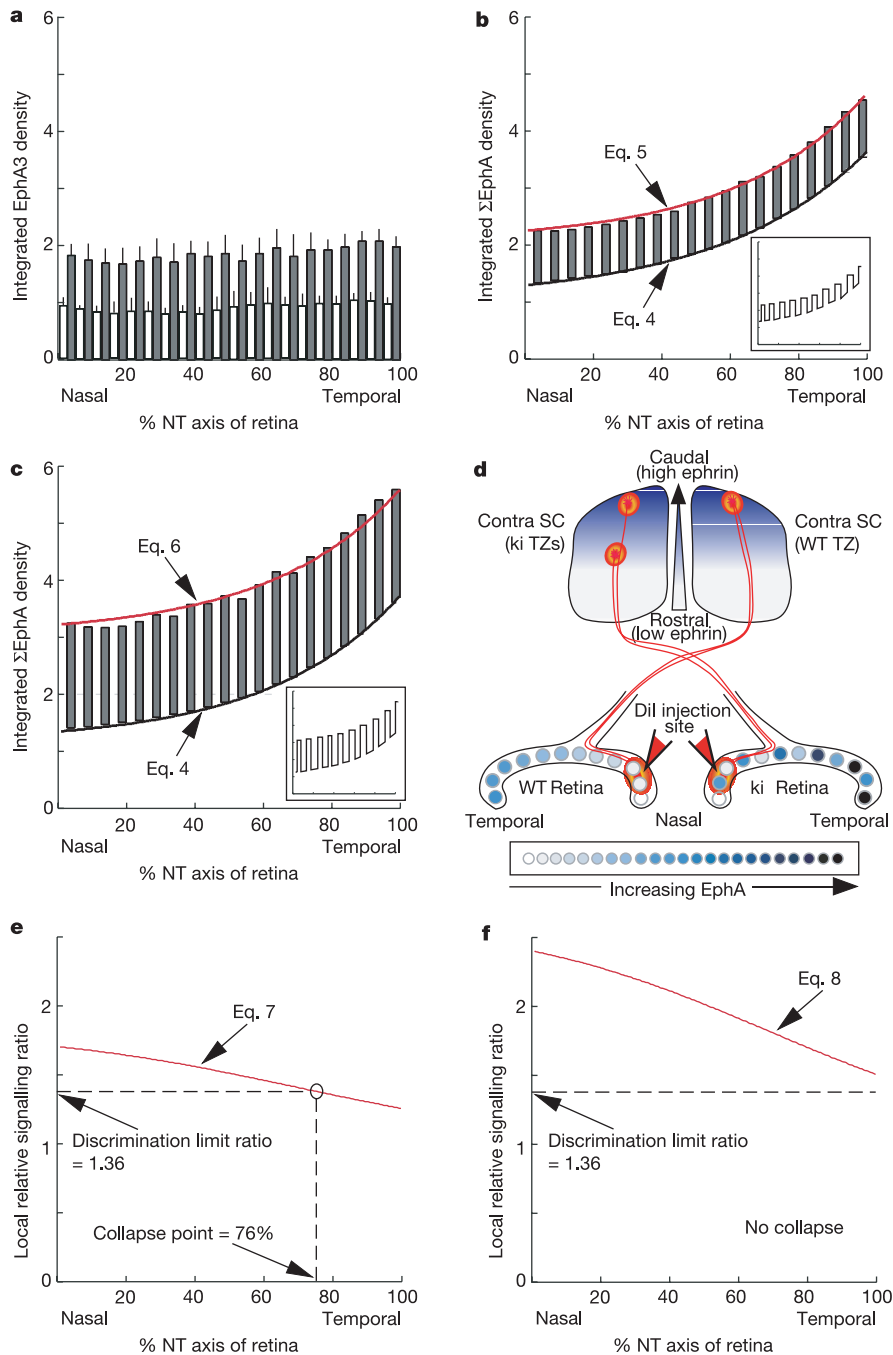 a
6
4
2
0
Integrated EphA3 density
20
40
60
80
100
Nasal
Temporal
% NT axis of retina
b
6
4
2
0
Integrated ΣEphA density
Eq. 5
Eq. 4
20
40
60
80
100
Nasal
Temporal
% NT axis of retina
c
6
4
2
0
Integrated ΣEphA density
Eq. 6
Eq. 4
20
40
60
80
100
Nasal
Temporal
% NT axis of retina
d
Caudal
(high ephrin)
Contra SC
(ki TZs)
Contra SC
(WT TZ)
Rostral
(low ephrin)
DiI injection
site
WT Retina
ki Retina
Temporal
Nasal
Temporal
Increasing EphA
e
2
1
0
Local relative signalling ratio
Eq. 7
Discrimination limit ratio
= 1.36
Collapse point = 76%
20
40
60
80
100
Nasal
Temporal
% NT axis of retina
f
2
1
0
Local relative signalling ratio
Eq. 8
Discrimination limit ratio
= 1.36
No collapse
20
40
60
80
100
Nasal
Temporal
% NT axis of retina